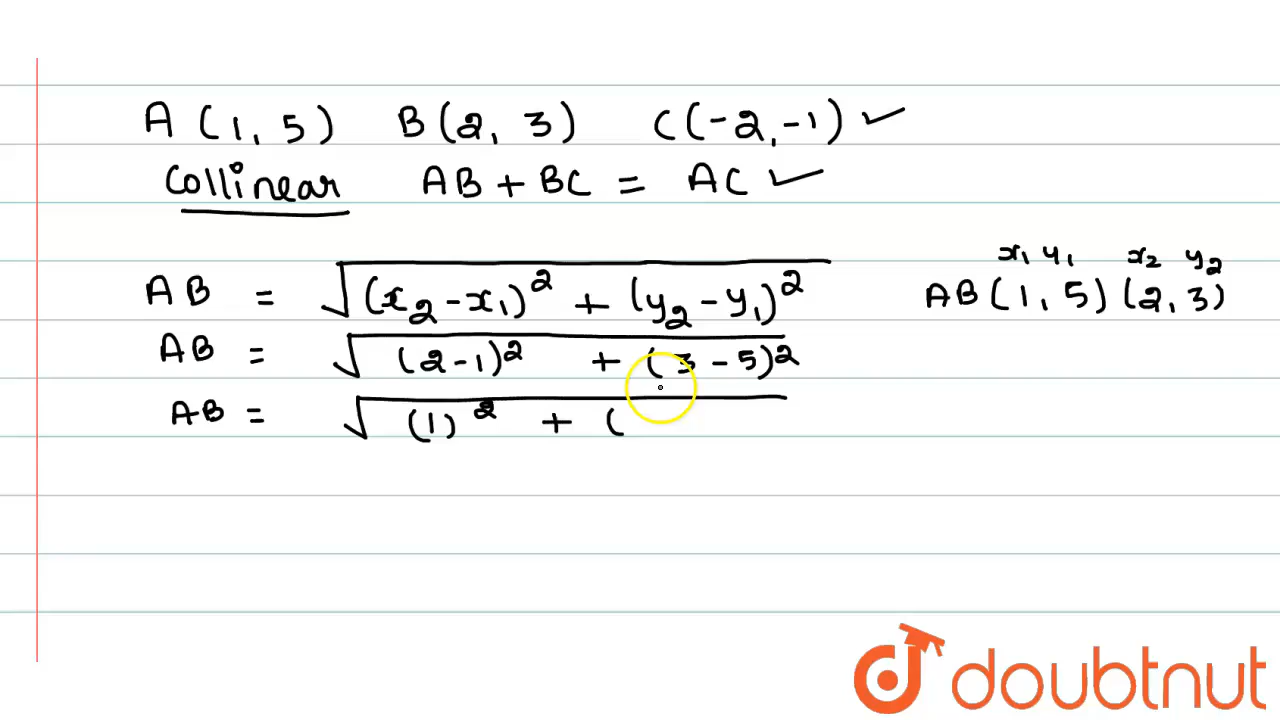 A (1, 5) B(2, 3) C(-2,-1) ✓
Collinear AB + BC = AC ✓
x₁ y₁ x₂ y₂
AB = √(x₂ - x₁)² + (y₂ - y₁)² AB(1, 5) (2, 3)
AB = √(2 - 1)² + (3 - 5)²
AB = √(1)² + (
doubtnut